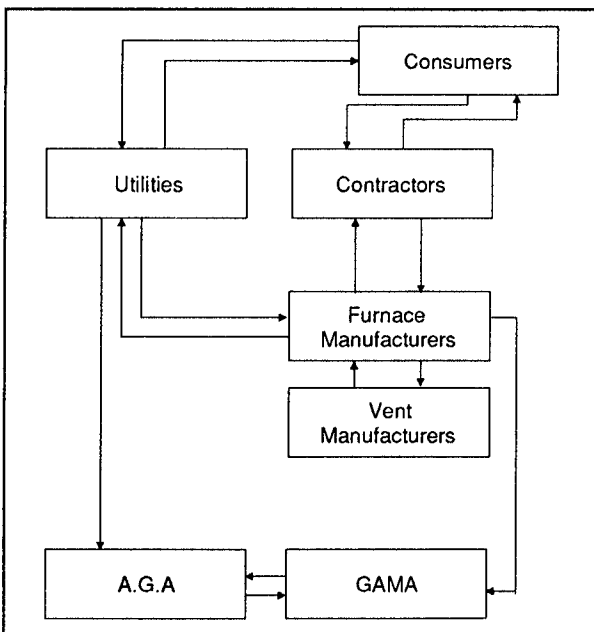 Consumers
Utilities
Contractors
Furnace
Manufacturers
Vent
Manufacturers
A.G.A
GAMA